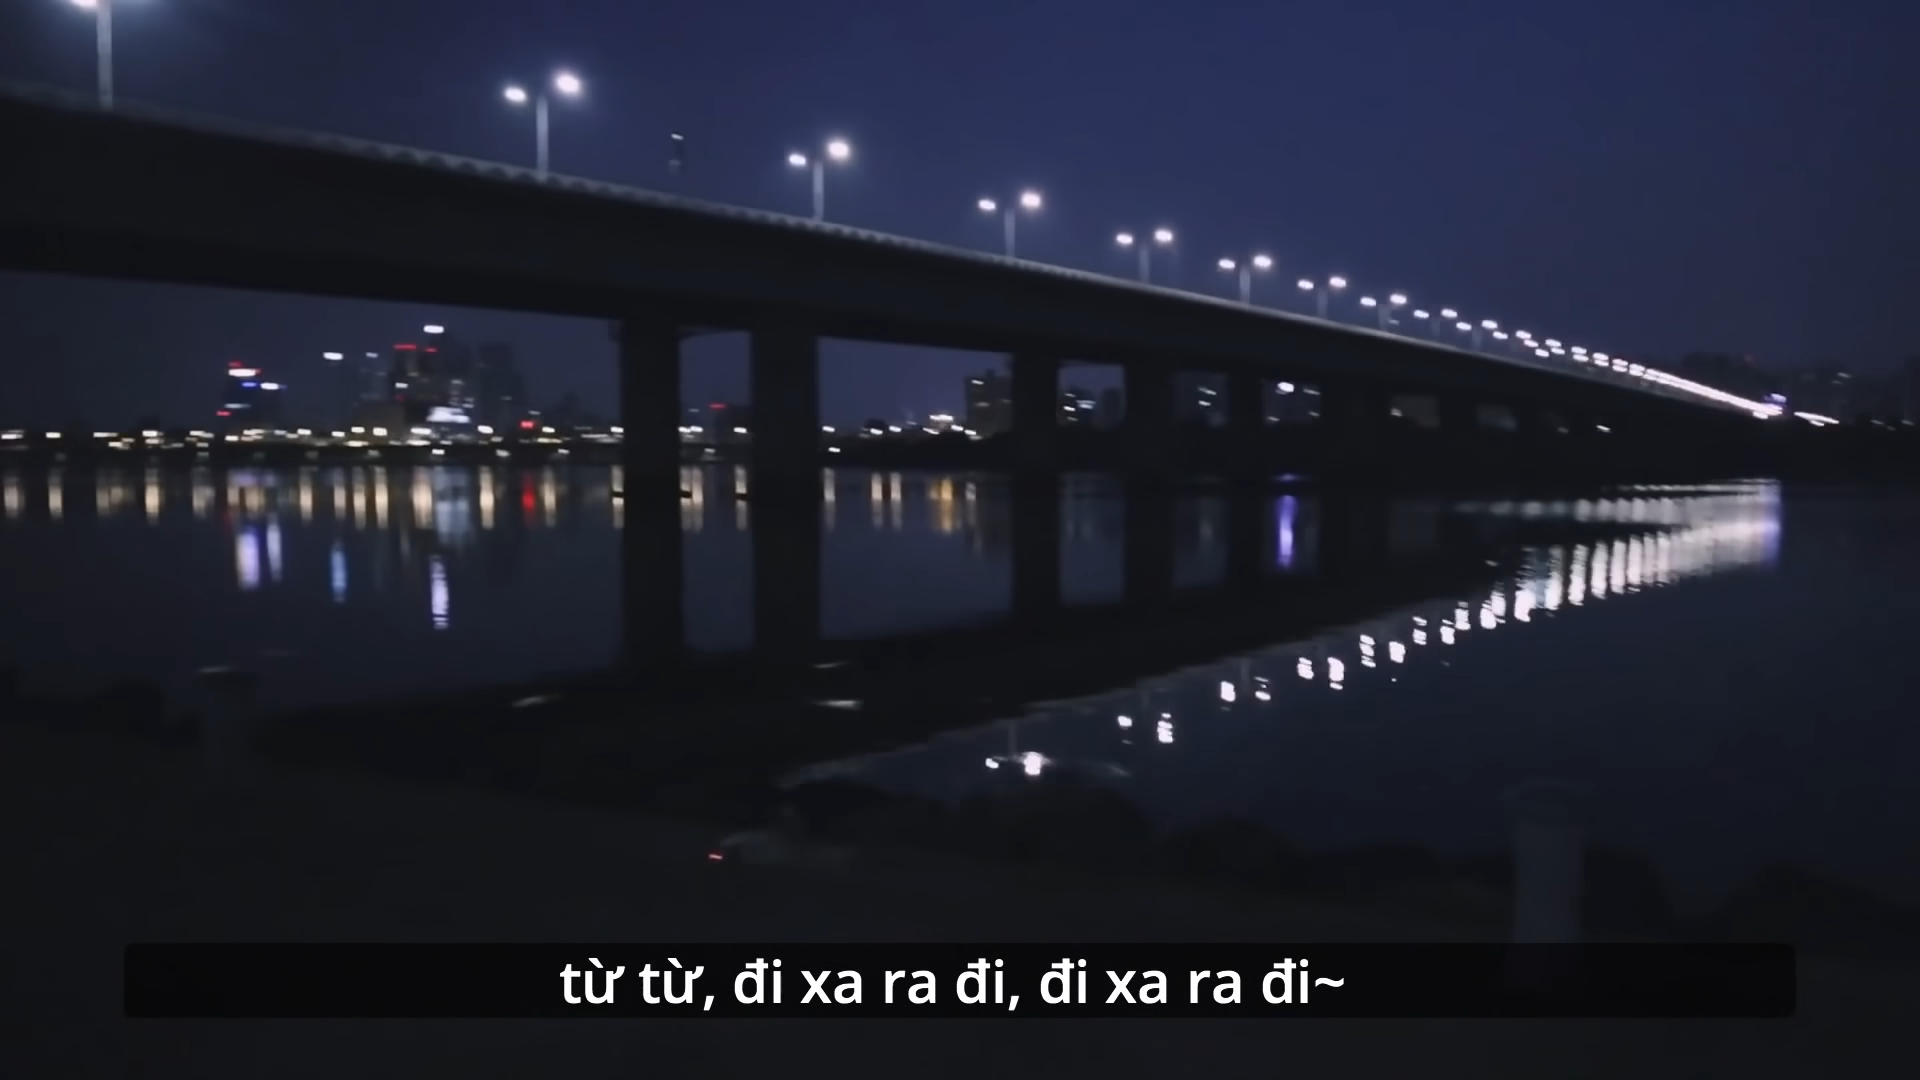 từ từ, đi xa ra đi, đi xa ra đi~